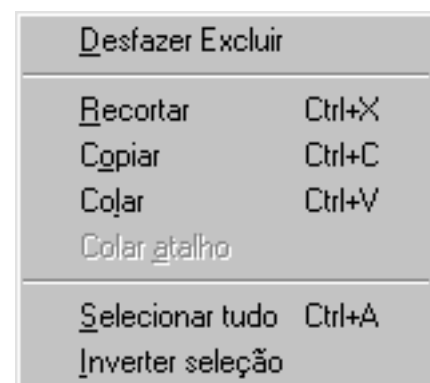 Desfazer Excluir
Recortar Ctrl+X
Copiar Ctrl+C
Colar Ctrl+V
Colar atalho
Selecionar tudo Ctrl+A
Inverter seleção